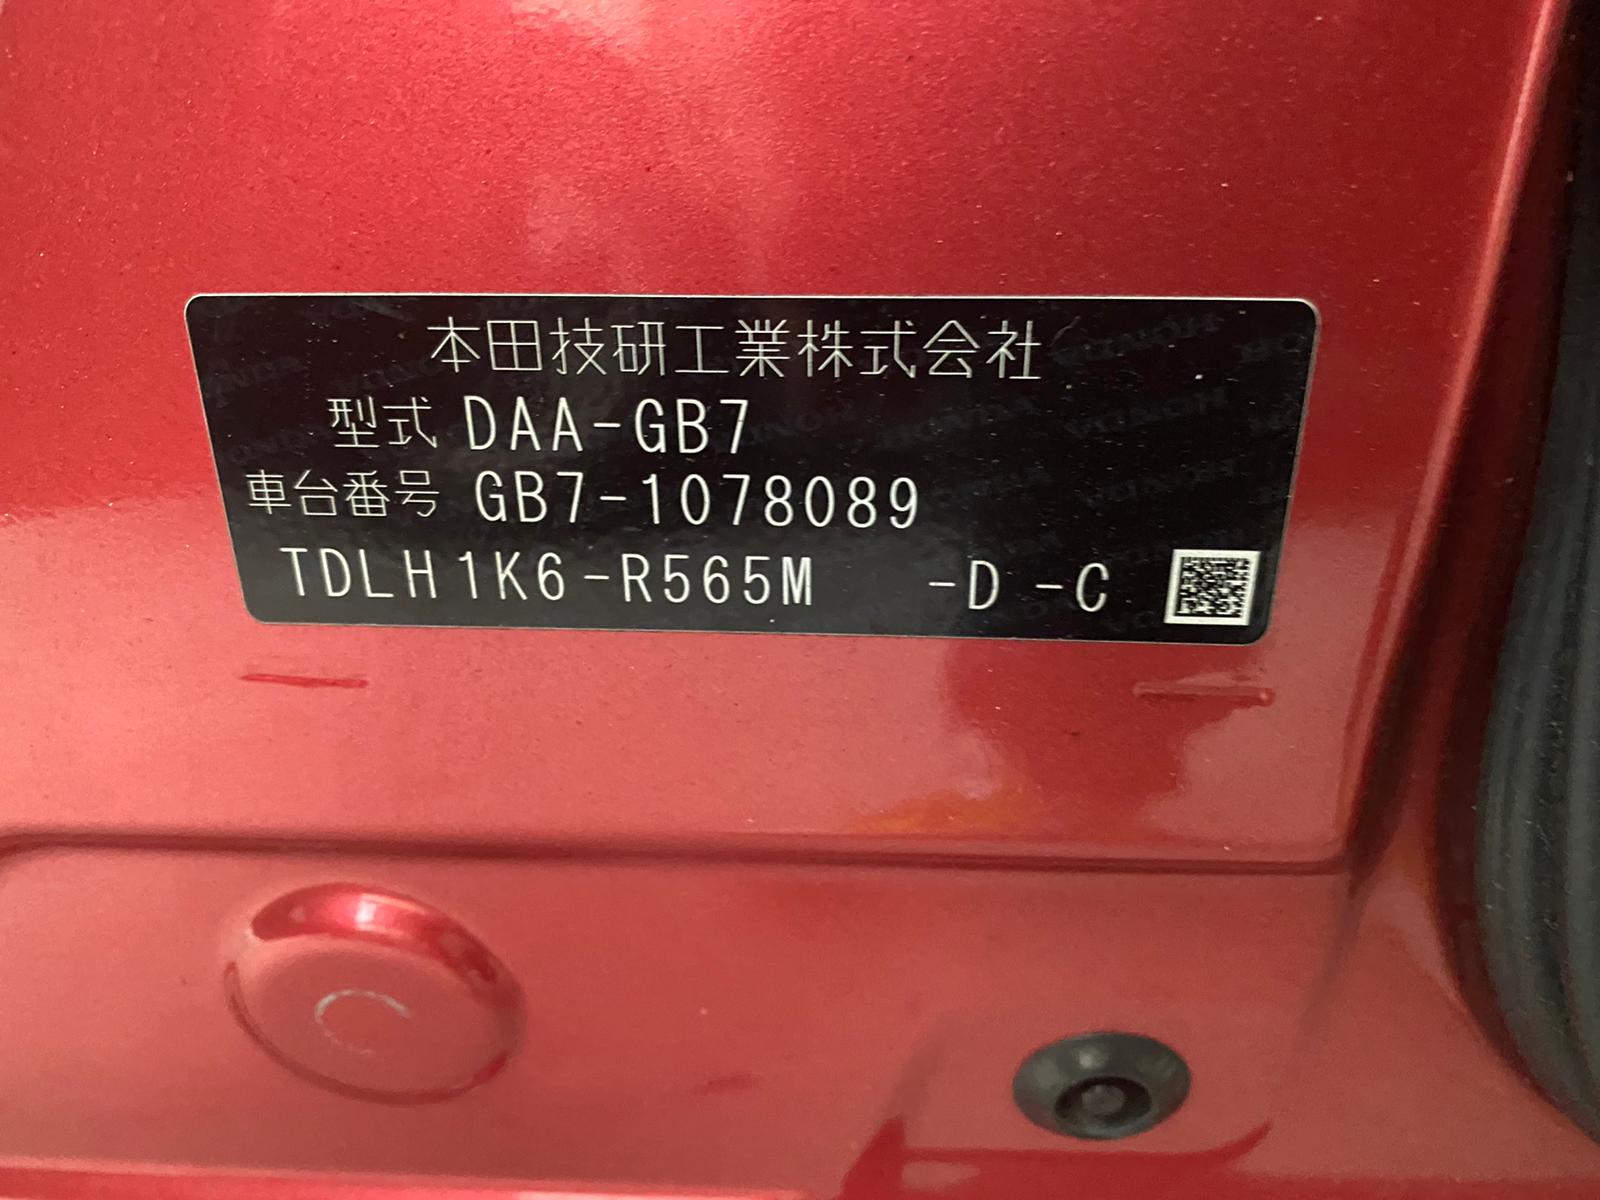 本田技研工業株式会社
型式 DAA-GB7
車台番号 GB7-1078089
TDLH1K6-R565M -D -C